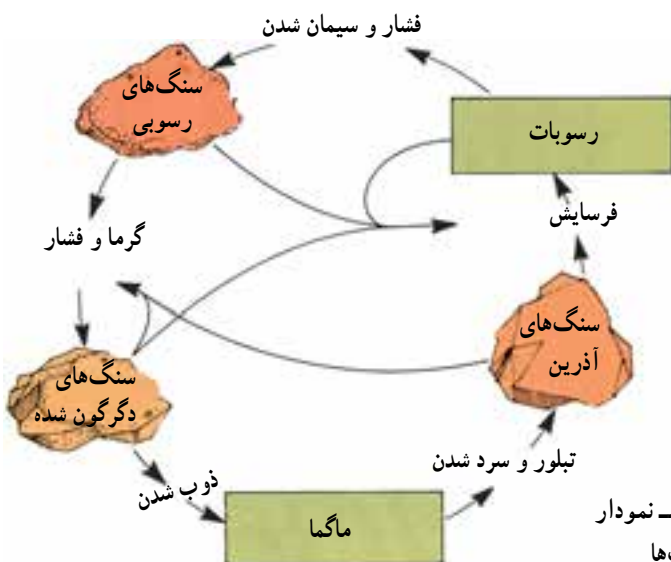 فشار و سیمان شدن
سنگ‌های
رسوبی
رسوبات
فرسایش
گرما و فشار
سنگ‌های
آذرین
سنگ‌های
دگرگون شده
تبلور و سرد شدن
ذوب شدن
ماگما
ـ نمودار